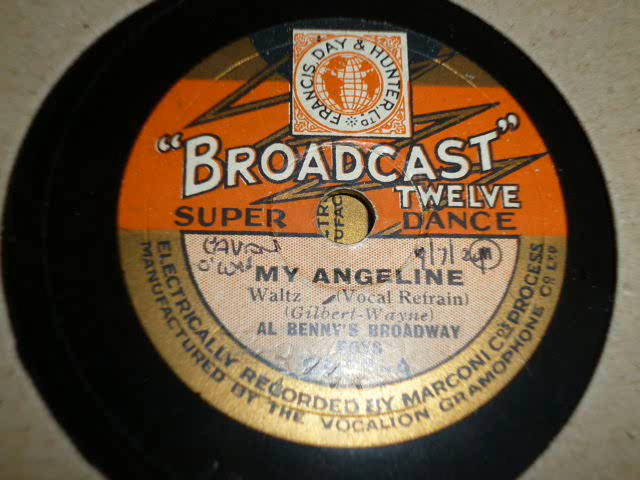 FRANCIS, DAY & HUNTER, LTD.
"BROADCAST"
TWELVE
SUPER DANCE
MY ANGELINE
Waltz (Vocal Refrain)
(Gilbert-Wayne)
AL BENNY'S BROADWAY
BOYS
ELECTRICALLY RECORDED BY MARCONI Co's PROCESS
MANUFACTURED BY THE VOCALION GRAMOPHONE Co LTD